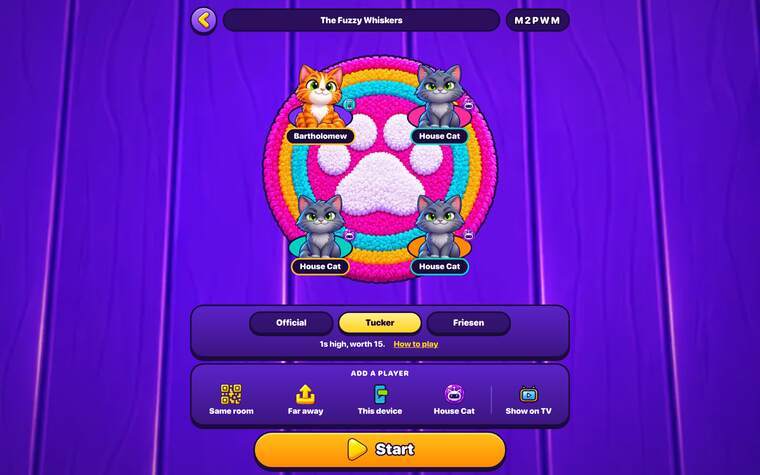 The Fuzzy Whiskers
M2PWM
Bartholomew
House Cat
House Cat
House Cat
Official
Tucker
Friesen
1s high, worth 15. How to play
ADD A PLAYER
Same room
Far away
This device
House Cat
Show on TV
Start